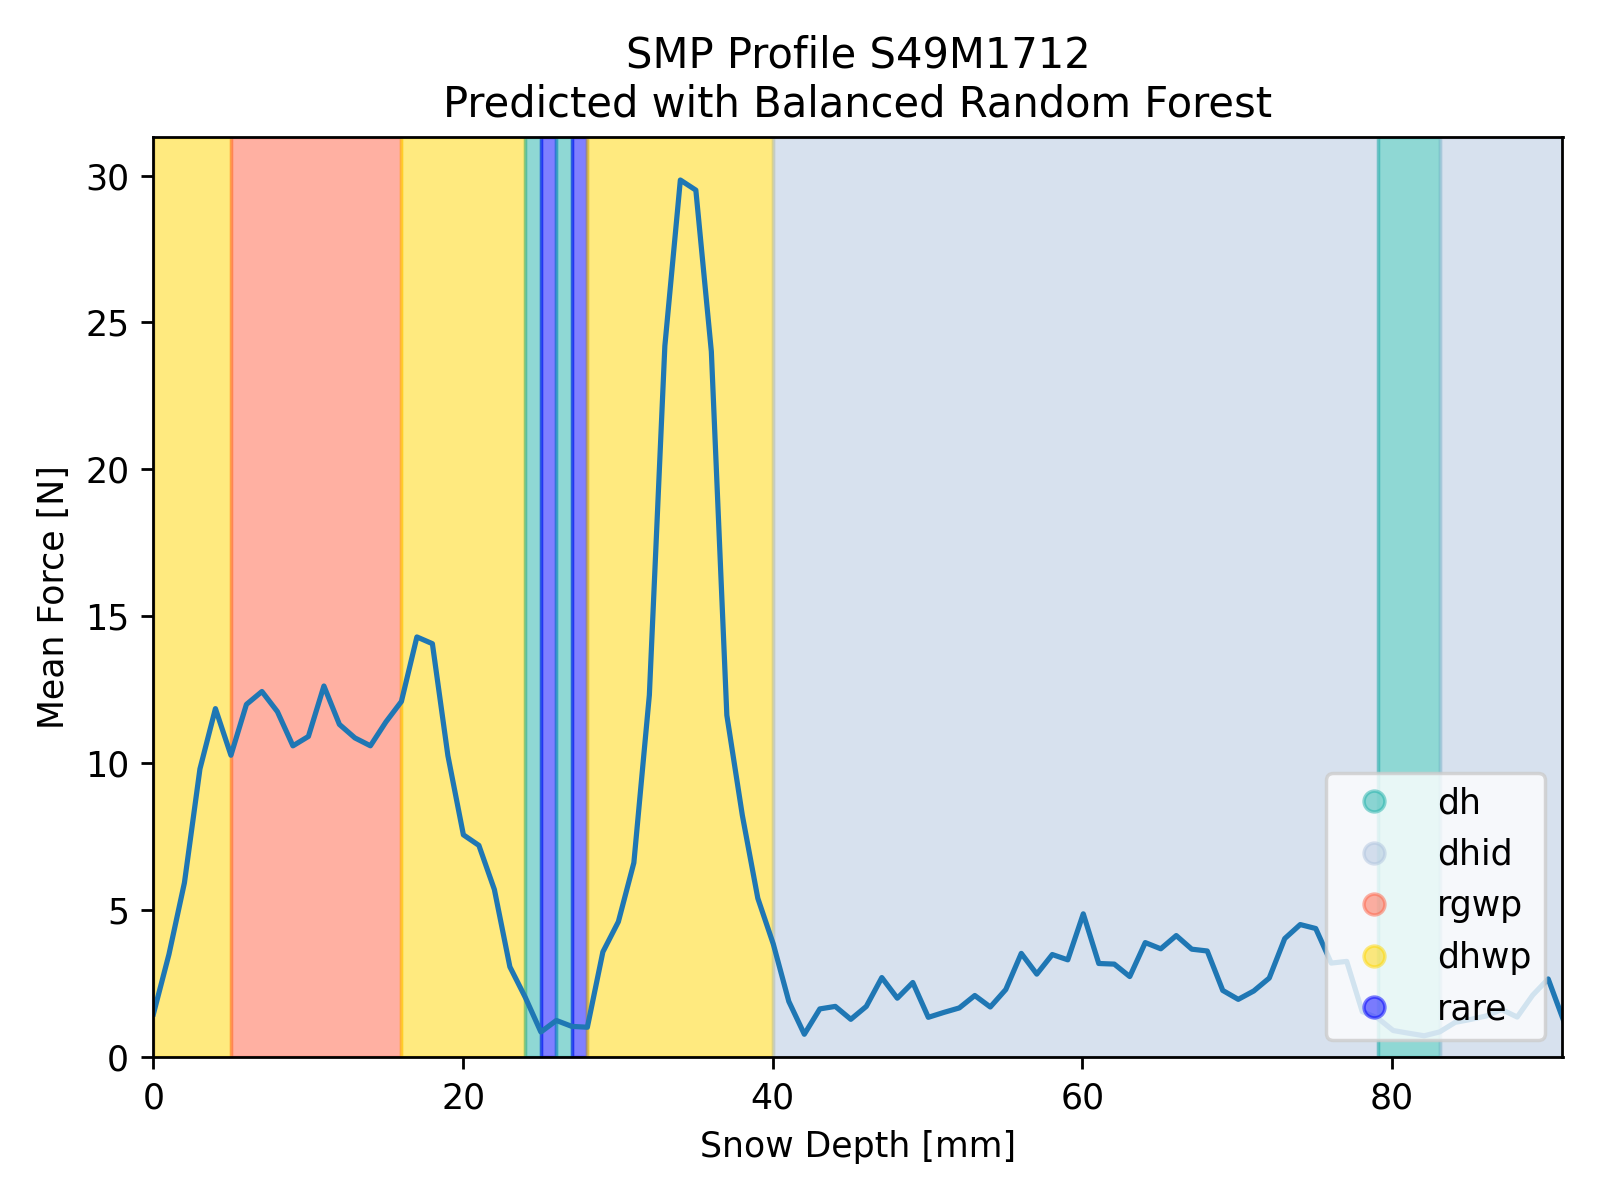 SMP Profile S49M1712
Predicted with Balanced Random Forest
30
25
20
15
10
5
0
Mean Force [N]
dh
dhid
rgwp
dhwp
rare
0 20 40 60 80
Snow Depth [mm]